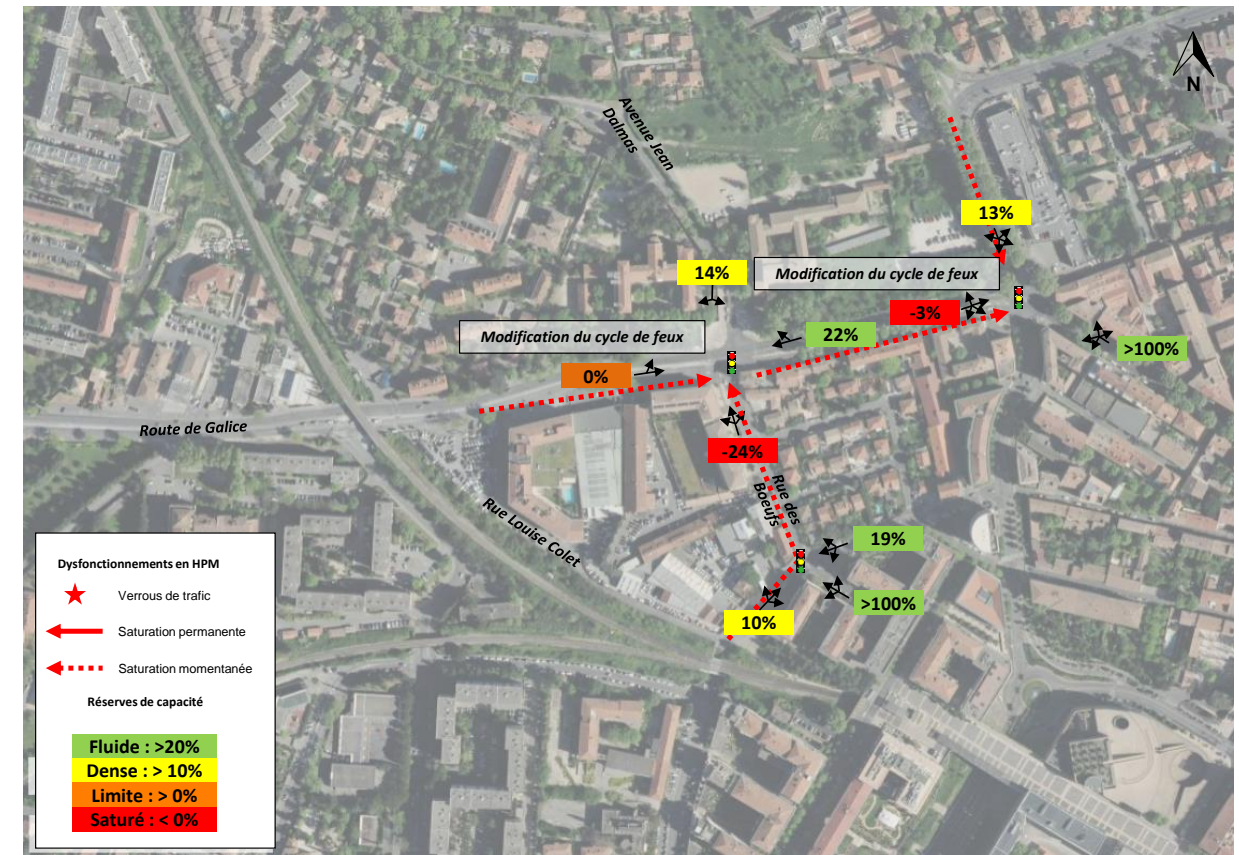 Avenue Jean
Dalmas
N
13%
14%
Modification du cycle de feux
-3%
Modification du cycle de feux
22%
>100%
0%
Route de Galice
-24%
Rue des
Boeufs
Rue Louise Colet
19%
>100%
10%
Dysfonctionnements en HPM
Verrous de trafic
Saturation permanente
Saturation momentanée
Réserves de capacité
Fluide : >20%
Dense : > 10%
Limite : > 0%
Saturé : < 0%